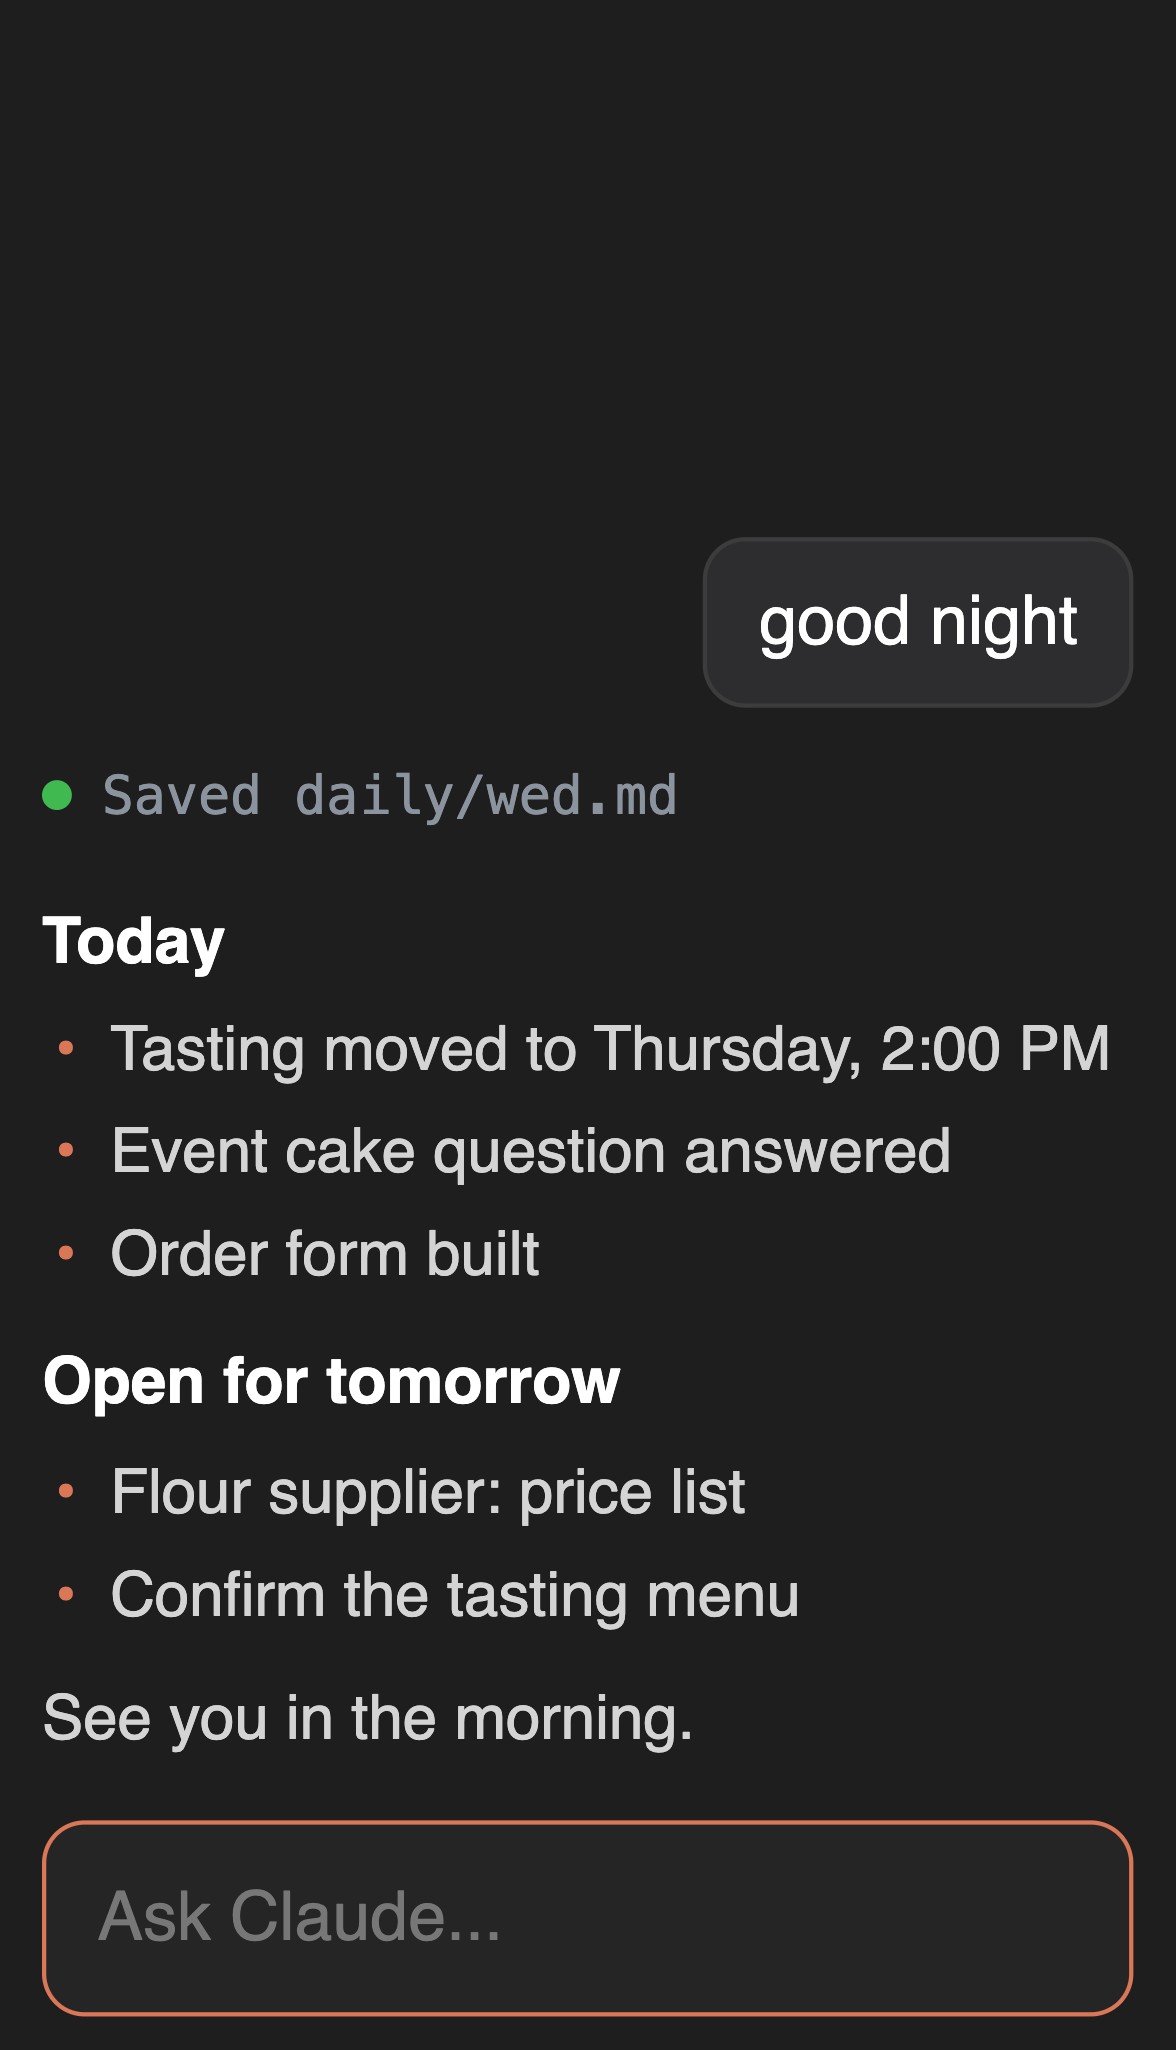 good night
Saved daily/wed.md
Today
Tasting moved to Thursday, 2:00 PM
Event cake question answered
Order form built
Open for tomorrow
Flour supplier: price list
Confirm the tasting menu
See you in the morning.
Ask Claude...